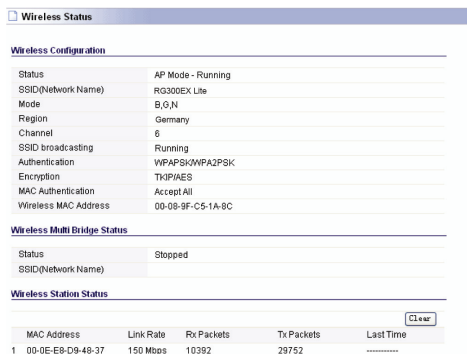 Wireless Status
Wireless Configuration
Status AP Mode - Running
SSID(Network Name) RG300EX Lite
Mode B,G,N
Region Germany
Channel 6
SSID broadcasting Running
Authentication WPAPSK/WPA2PSK
Encryption TKIP/AES
MAC Authentication Accept All
Wireless MAC Address 00-08-9F-C5-1A-8C
Wireless Multi Bridge Status
Status Stopped
SSID(Network Name)
Wireless Station Status
Clear
MAC Address Link Rate Rx Packets Tx Packets Last Time
1 00-0E-E8-D9-48-37 150 Mbps 10392 29752 ----------